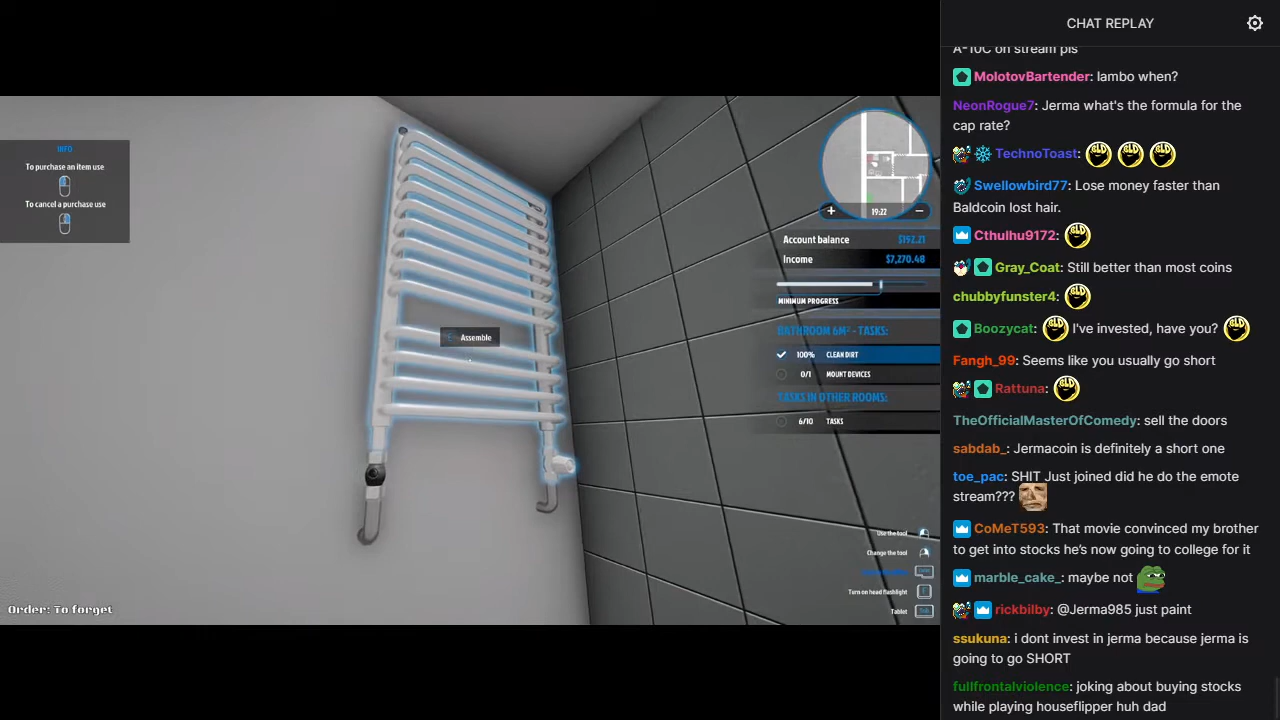 INFO
To purchase an item use
To cancel a purchase use
Assemble
Order: To forget
19:22
Account balance $192.21
Income $7,270.48
MINIMUM PROGRESS
BATHROOM 6M² - TASKS:
100% CLEAN DIRT
0/1 MOUNT DEVICES
TASKS IN OTHER ROOMS:
6/10 TASKS
Use the tool
Change the tool
Turn on head flashlight
Tablet
CHAT REPLAY
A-10C on stream pls
MolotovBartender: lambo when?
NeonRogue7: Jerma what's the formula for the
cap rate?
TechnoToast:
Swellowbird77: Lose money faster than
Baldcoin lost hair.
Cthulhu9172:
Gray_Coat: Still better than most coins
chubbyfunster4:
Boozycat: I've invested, have you?
Fangh_99: Seems like you usually go short
Rattuna:
TheOfficialMasterOfComedy: sell the doors
sabdab_: Jermacoin is definitely a short one
toe_pac: SHIT Just joined did he do the emote
stream???
CoMeT593: That movie convinced my brother
to get into stocks he's now going to college for it
marble_cake_: maybe not
rickbilby: @Jerma985 just paint
ssukuna: i dont invest in jerma because jerma is
going to go SHORT
fullfrontalviolence: joking about buying stocks
while playing houseflipper huh dad